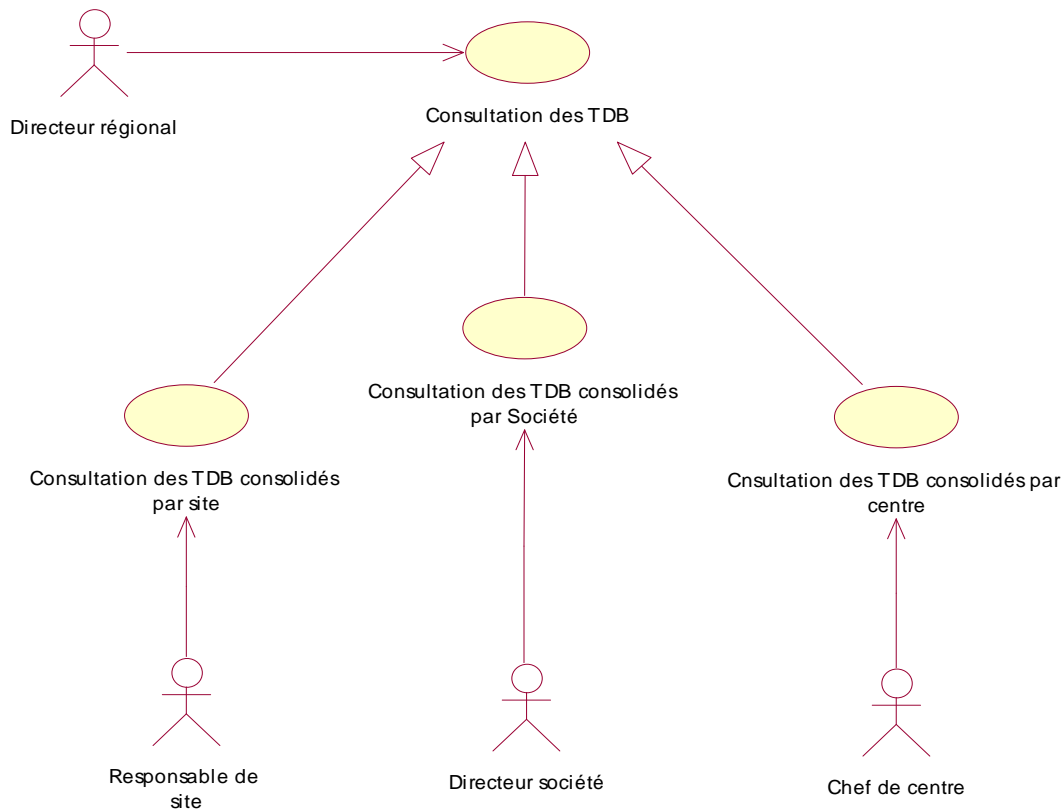 Directeur régional
Consultation des TDB
Consultation des TDB consolidés
par Société
Consultation des TDB consolidés
par site
Cnsultation des TDB consolidés par
centre
Responsable de
site
Directeur société
Chef de centre